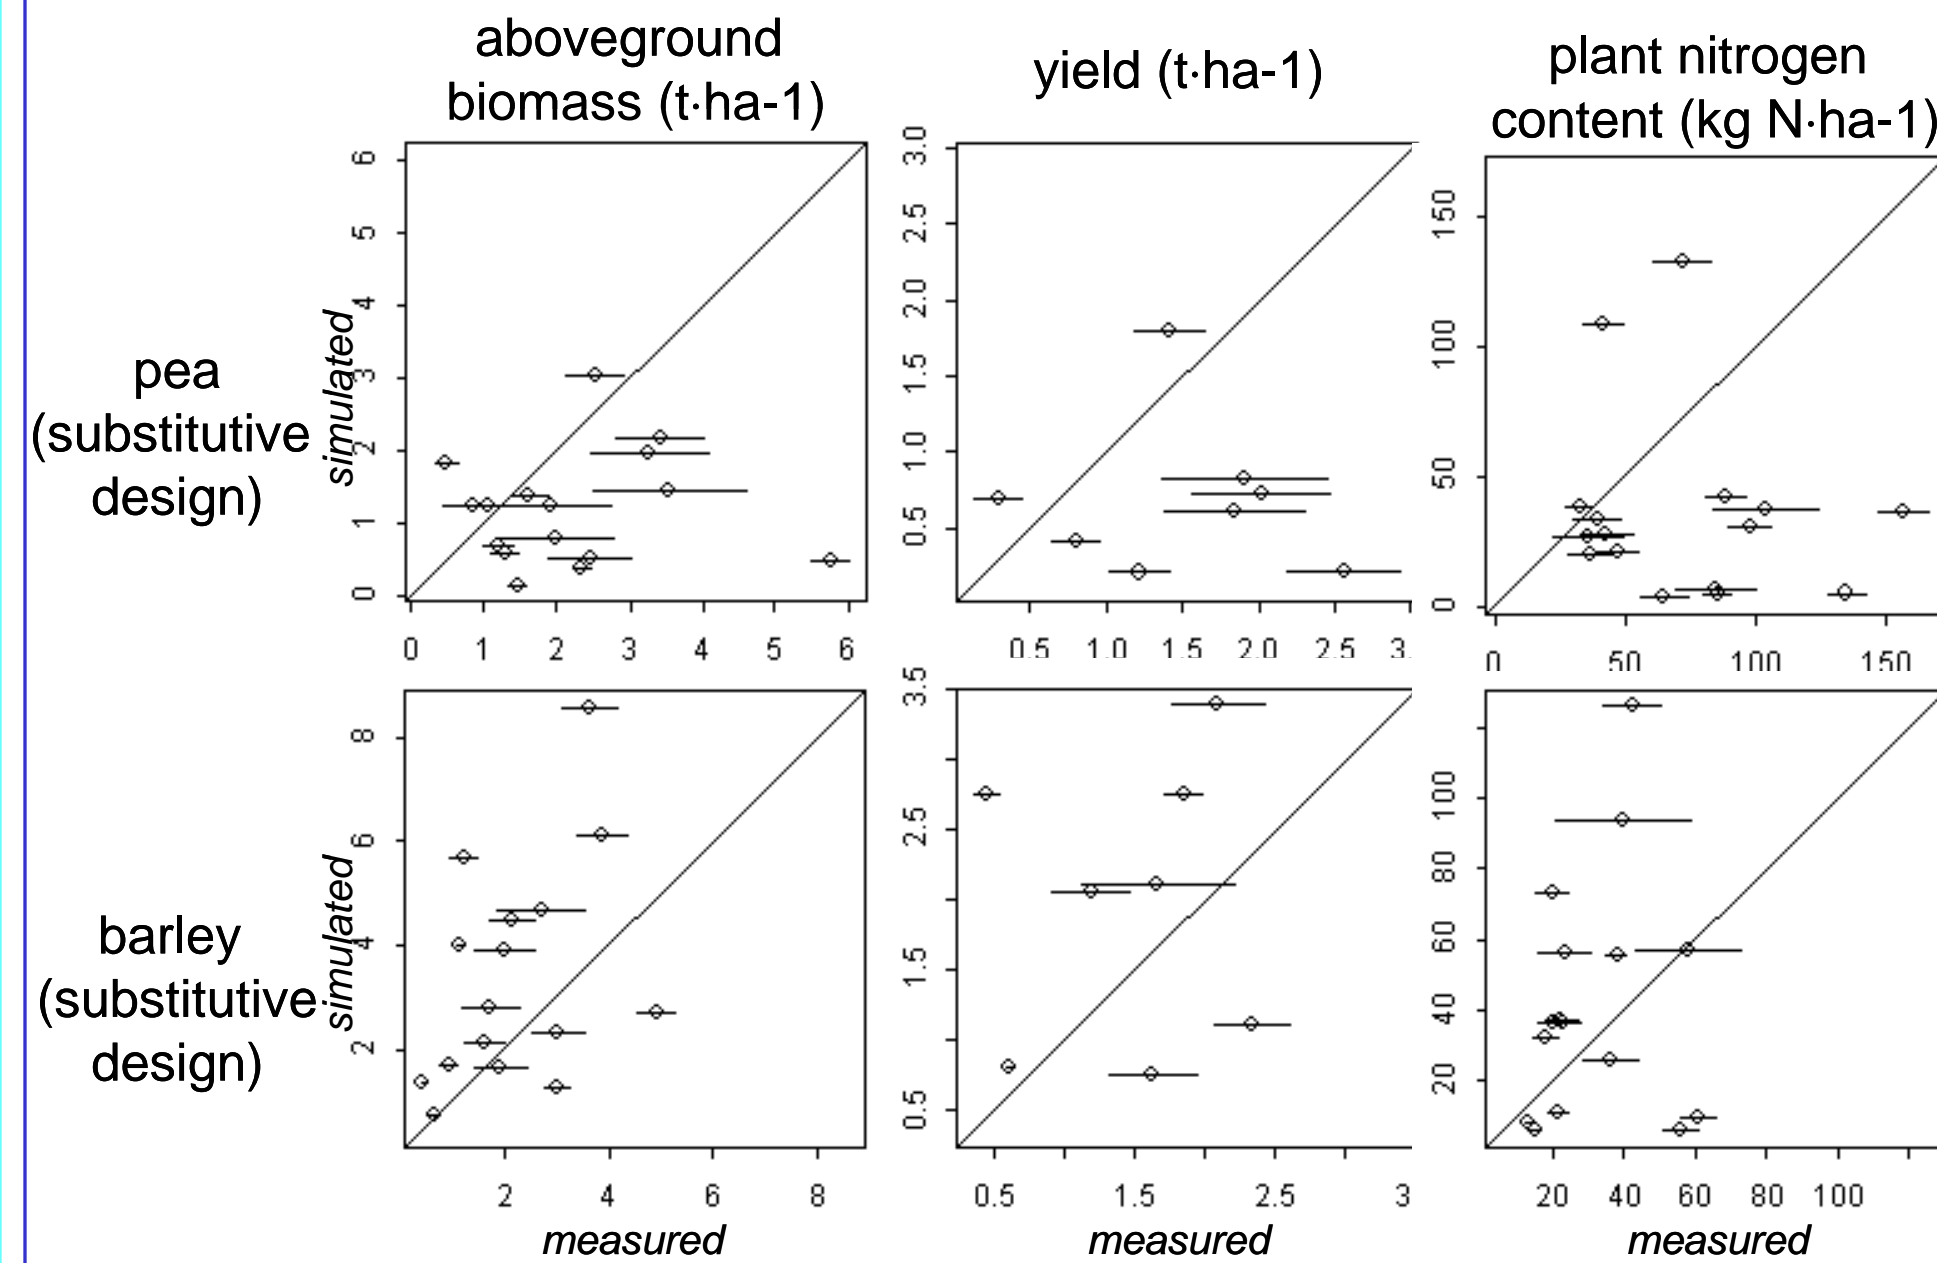 aboveground
biomass (t·ha-1)
yield (t·ha-1)
plant nitrogen
content (kg N·ha-1)
pea
(substitutive
design)
simulated
0 1 2 3 4 5 6
0 1 2 3 4 5 6
0.5 1.0 1.5 2.0 2.5 3.0
0.5 1.0 1.5 2.0 2.5 3.
0 50 100 150
0 50 100 150
barley
(substitutive
design)
simulated
2 4 6 8
2 4 6 8
measured
0.5 1.5 2.5 3.5
0.5 1.5 2.5 3
measured
20 40 60 80 100
20 40 60 80 100
measured